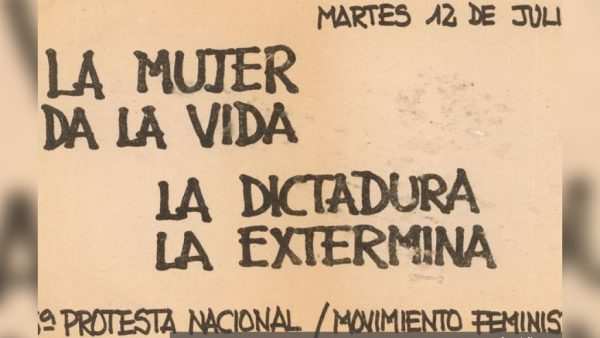 MARTES 12 DE JULI
LA MUJER
DA LA VIDA
LA DICTADURA
LA EXTERMINA
ª PROTESTA NACIONAL / MOVIMIENTO FEMINIS